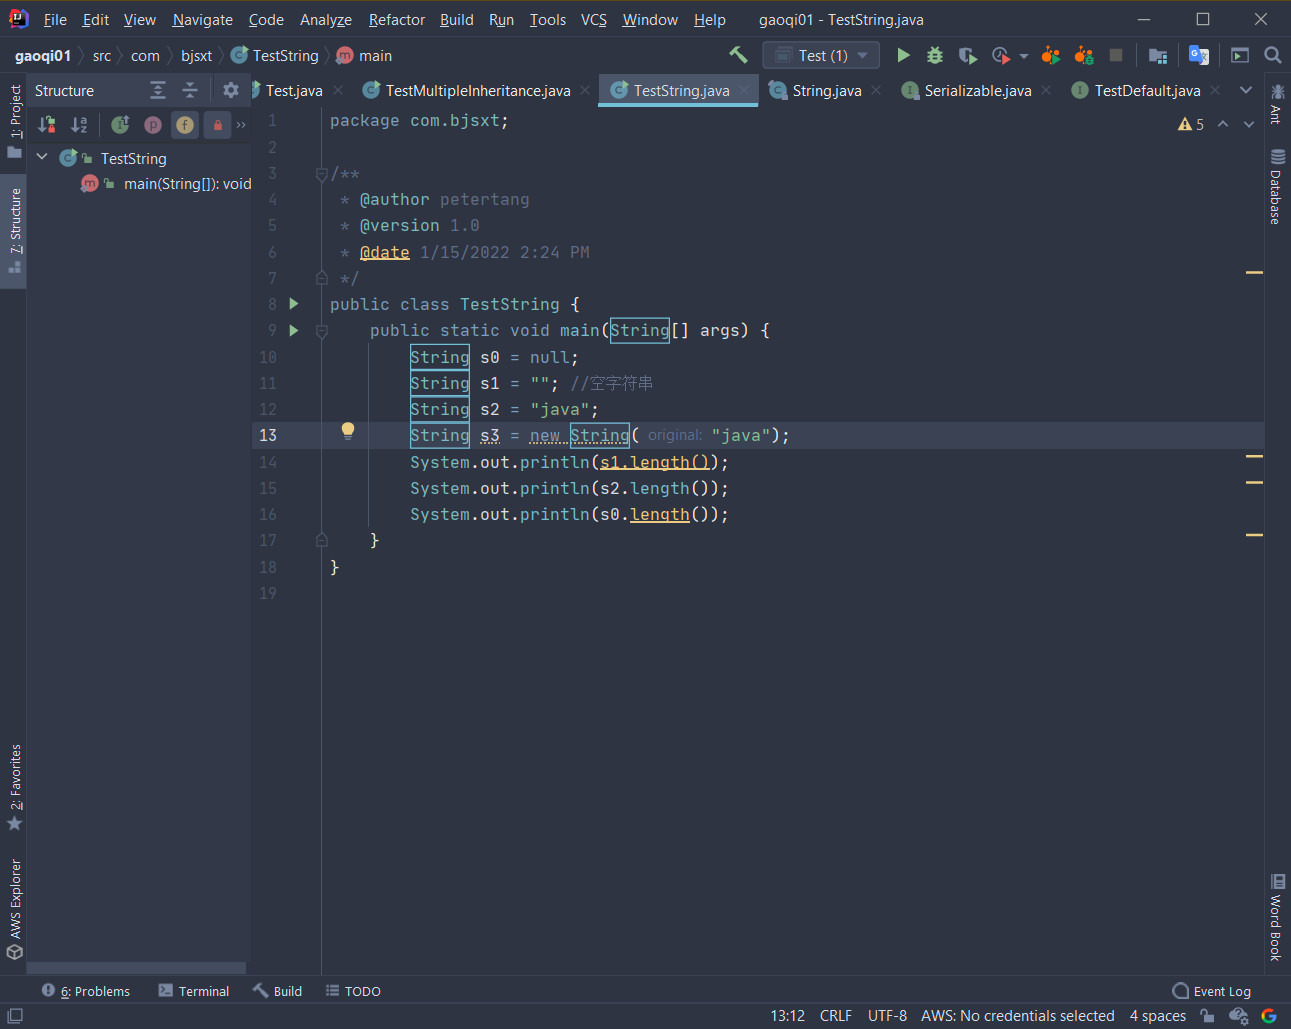 File Edit View Navigate Code Analyze Refactor Build Run Tools VCS Window Help gaoqi01 - TestString.java
gaoqi01 src com bjsxt TestString main Test (1)
Structure Test.java TestMultipleInheritance.java TestString.java String.java Serializable.java TestDefault.java
TestString
main(String[]): void
1: Project
7: Structure
2: Favorites
AWS Explorer
1 package com.bjsxt;
2
3 /**
4 * @author petertang
5 * @version 1.0
6 * @date 1/15/2022 2:24 PM
7 */
8 public class TestString {
9 public static void main(String[] args) {
10 String s0 = null;
11 String s1 = ""; //空字符串
12 String s2 = "java";
13 String s3 = new String( original: "java");
14 System.out.println(s1.length());
15 System.out.println(s2.length());
16 System.out.println(s0.length());
17 }
18 }
19
5
Ant
Database
Word Book
6: Problems Terminal Build TODO Event Log
13:12 CRLF UTF-8 AWS: No credentials selected 4 spaces